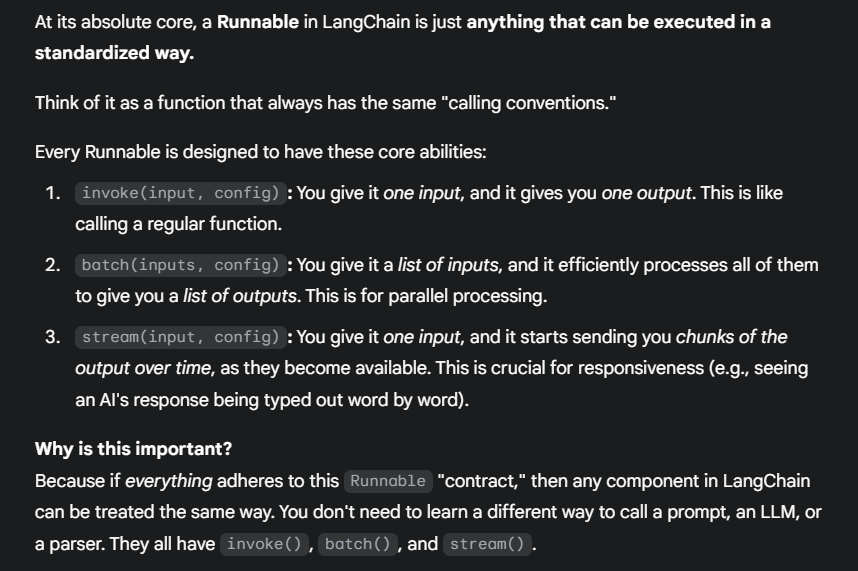 At its absolute core, a Runnable in LangChain is just anything that can be executed in a
standardized way.
Think of it as a function that always has the same "calling conventions."
Every Runnable is designed to have these core abilities:
1. invoke(input, config) : You give it one input, and it gives you one output. This is like
calling a regular function.
2. batch(inputs, config) : You give it a list of inputs, and it efficiently processes all of them
to give you a list of outputs. This is for parallel processing.
3. stream(input, config) : You give it one input, and it starts sending you chunks of the
output over time, as they become available. This is crucial for responsiveness (e.g., seeing
an AI's response being typed out word by word).
Why is this important?
Because if everything adheres to this Runnable "contract," then any component in LangChain
can be treated the same way. You don't need to learn a different way to call a prompt, an LLM, or
a parser. They all have invoke() , batch() , and stream() .